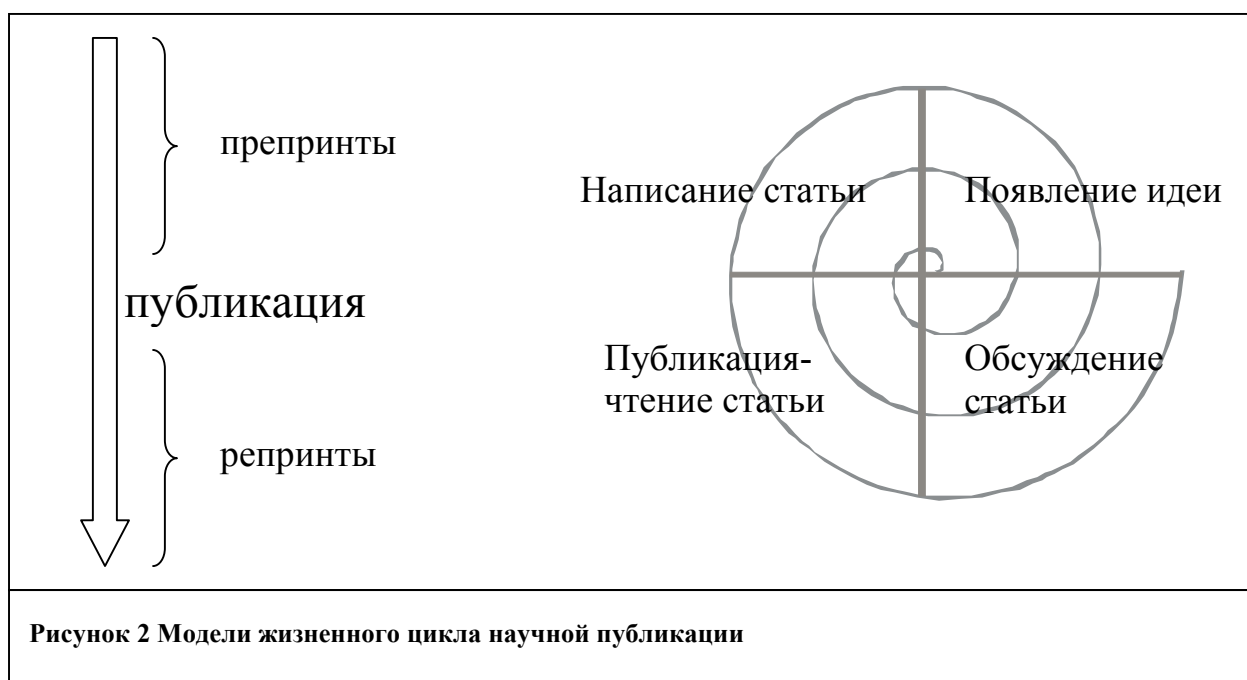 препринты
публикация
репринты
Написание статьи
Появление идеи
Публикация-
чтение статьи
Обсуждение
статьи
Рисунок 2 Модели жизненного цикла научной публикации